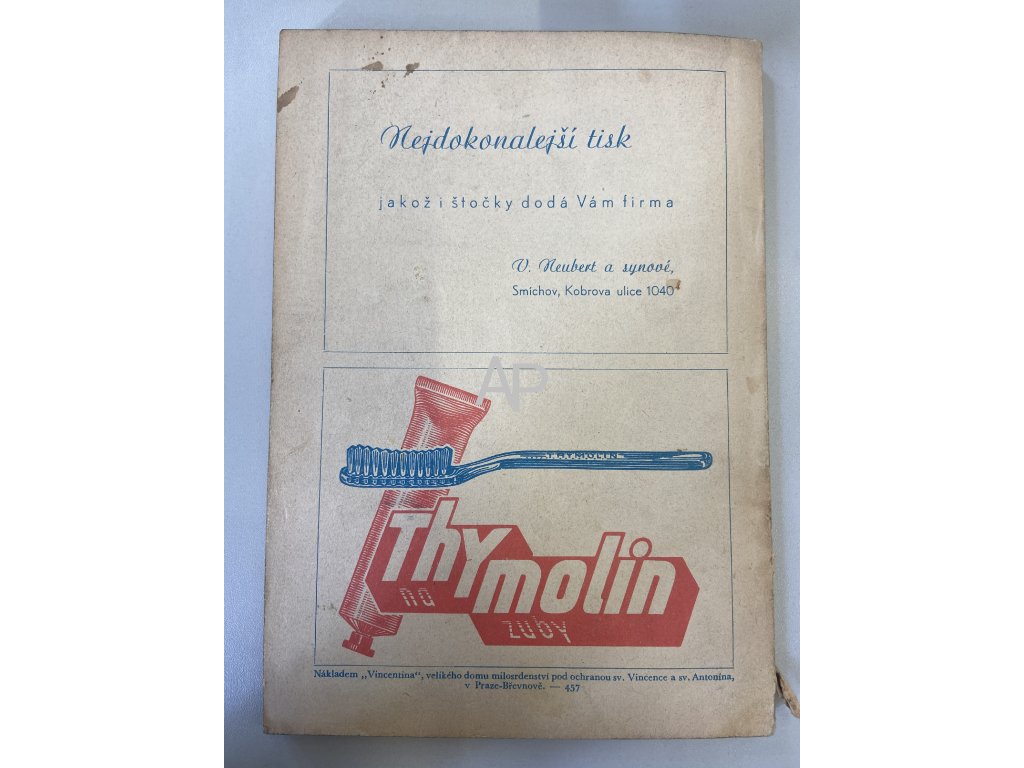 Nejdokonalejší tisk
jakož i štočky dodá Vám firma
V. Neubert a synové,
Smíchov, Kobrova ulice 1040
AP
THYMOLIN
Thymolin
na
zuby
Nákladem „Vincentina“, velikého domu milosrdenství pod ochranou sv. Vincence a sv. Antonína,
v Praze-Břevnově. — 457